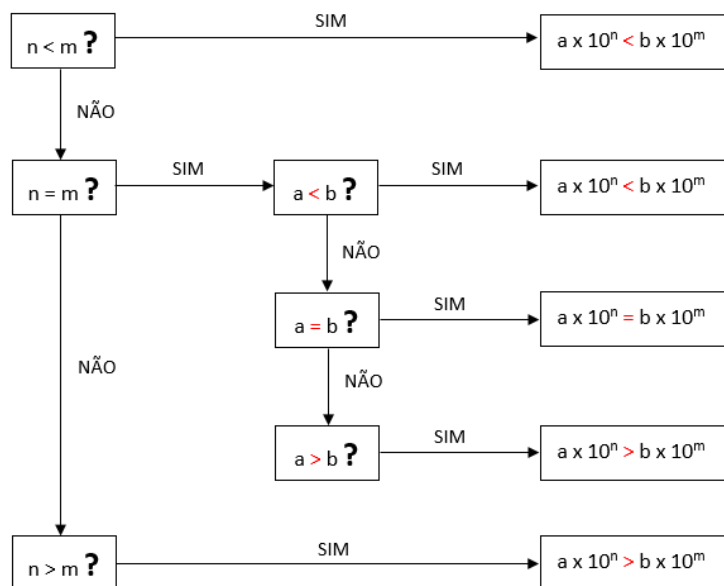 n < m ?
SIM
a x 10ⁿ < b x 10ᵐ
NÃO
n = m ?
SIM
a < b ?
SIM
a x 10ⁿ < b x 10ᵐ
NÃO
a = b ?
SIM
a x 10ⁿ = b x 10ᵐ
NÃO
NÃO
a > b ?
SIM
a x 10ⁿ > b x 10ᵐ
n > m ?
SIM
a x 10ⁿ > b x 10ᵐ